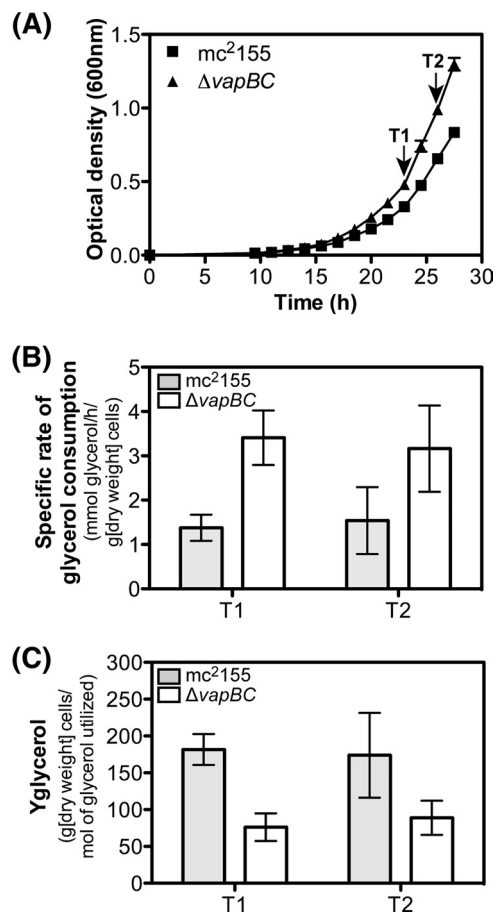 (A)
Optical density (600nm)
1.5
1.0
0.5
0.0
mc²155
ΔvapBC
T1
T2
0 5 10 15 20 25 30
Time (h)
(B)
Specific rate of
glycerol consumption
(mmol glycerol/h/
g[dry weight] cells)
5
4
3
2
1
0
mc²155
ΔvapBC
T1 T2
(C)
Yglycerol
(g[dry weight] cells/
mol of glycerol utilized)
300
250
200
150
100
50
0
mc²155
ΔvapBC
T1 T2